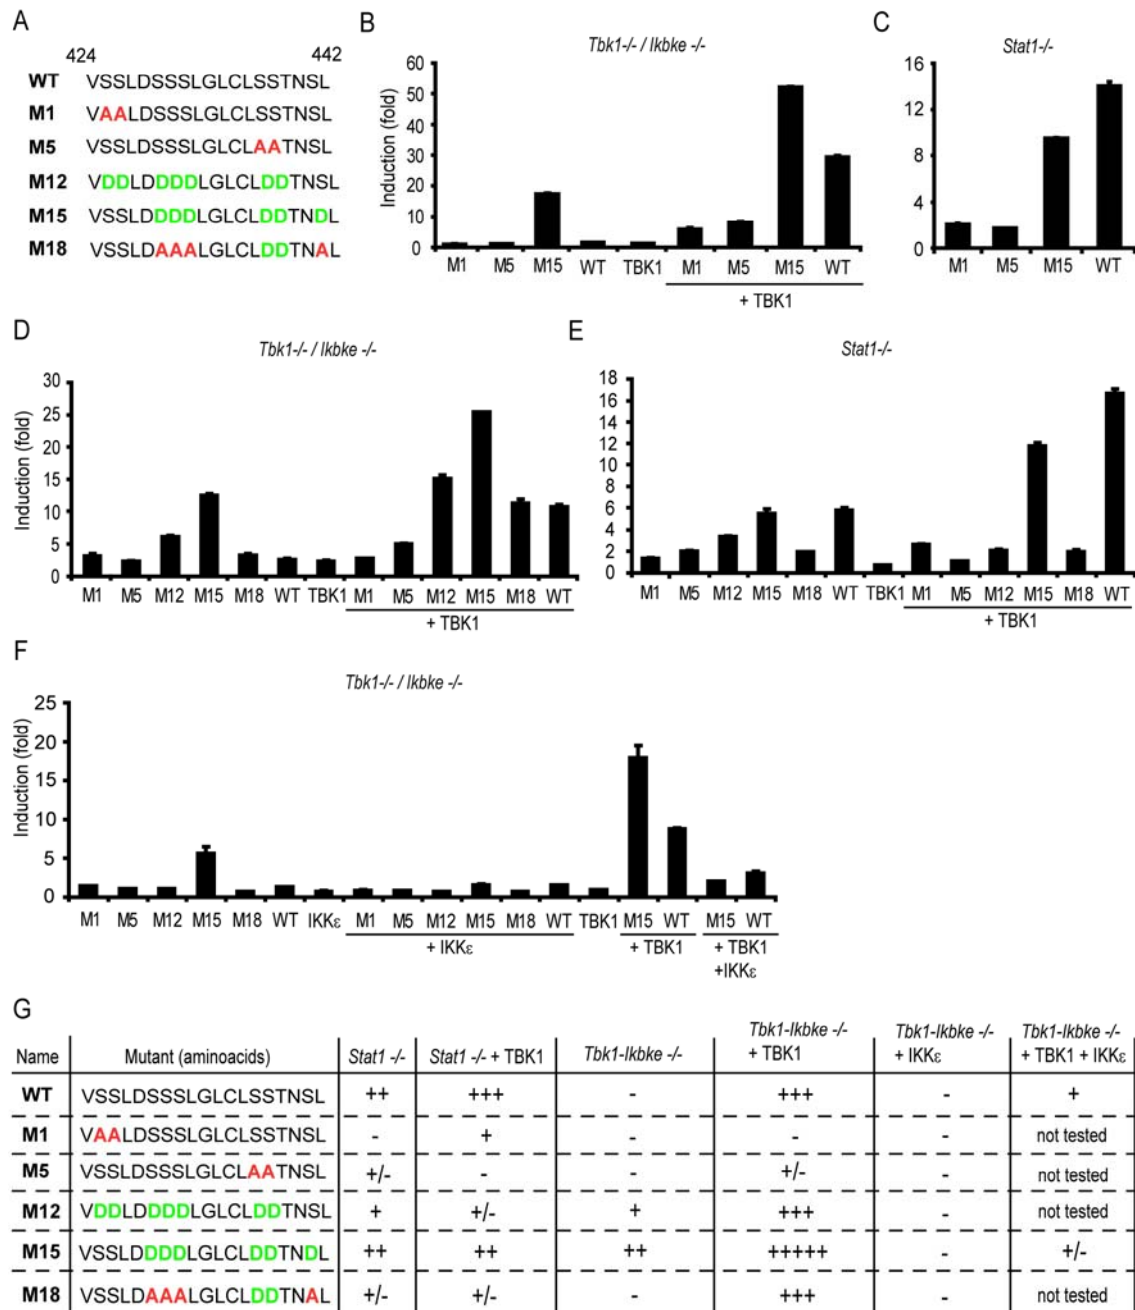 A
424 442
WT VSSLDSSSLGLCLSSTNSL
M1 VAALDSSSLGLCLSSTNSL
M5 VSSLDSSSLGLCLAATNSL
M12 VDDLDDDDLGLCLDDTNSL
M15 VSSLDDDDLGLCLDDTNDL
M18 VSSLDAAALGLCLDDTNAL
B
Tbk1-/- / Ikbke -/-
Induction (fold)
60
50
40
30
20
10
0
M1 M5 M15 WT TBK1 M1 M5 M15 WT
+ TBK1
C
Stat1-/-
16
12
8
4
0
M1 M5 M15 WT
D
Tbk1-/- / Ikbke -/-
Induction (fold)
30
25
20
15
10
5
0
M1 M5 M12 M15 M18 WT TBK1 M1 M5 M12 M15 M18 WT
+ TBK1
E
Stat1-/-
18
16
14
12
10
8
6
4
2
0
M1 M5 M12 M15 M18 WT TBK1 M1 M5 M12 M15 M18 WT
+ TBK1
F
Tbk1-/- / Ikbke -/-
Induction (fold)
25
20
15
10
5
0
M1 M5 M12 M15 M18 WT IKKε M1 M5 M12 M15 M18 WT TBK1 M15 WT M15 WT
+ IKKε + TBK1 + TBK1
+IKKε
G
Name Mutant (aminoacids) Stat1 -/- Stat1 -/- + TBK1 Tbk1-Ikbke -/- Tbk1-Ikbke -/- + TBK1 Tbk1-Ikbke -/- + IKKε Tbk1-Ikbke -/- + TBK1 + IKKε
WT VSSLDSSSLGLCLSSTNSL ++ +++ - +++ - +
M1 VAALDSSSLGLCLSSTNSL - + - - - not tested
M5 VSSLDSSSLGLCLAATNSL +/- - - +/- - not tested
M12 VDDLDDDDLGLCLDDTNSL + +/- + +++ - not tested
M15 VSSLDDDDLGLCLDDTNDL ++ ++ ++ +++++ - +/-
M18 VSSLDAAALGLCLDDTNAL +/- +/- - +++ - not tested